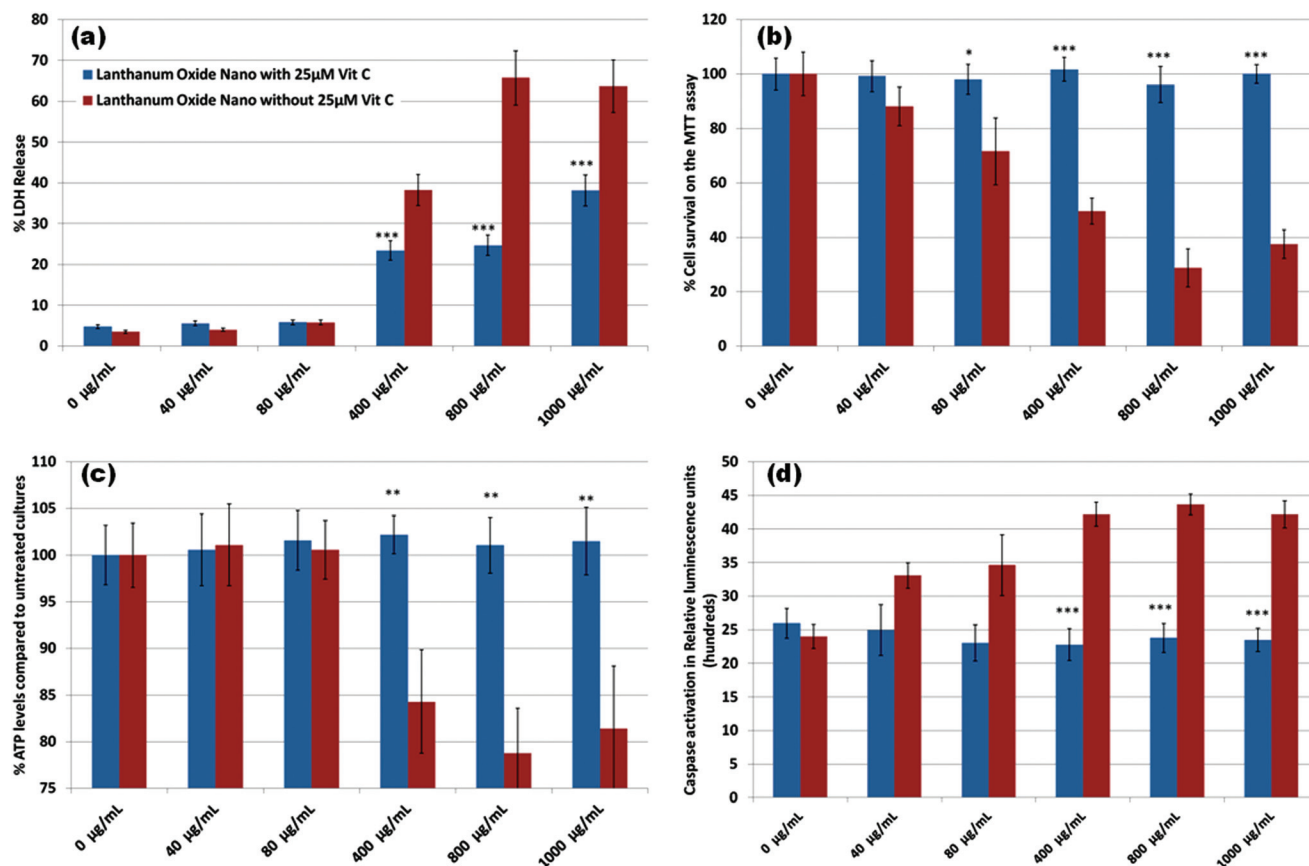 (a)
% LDH Release
80
70
60
50
40
30
20
10
0
Lanthanum Oxide Nano with 25µM Vit C
Lanthanum Oxide Nano without 25µM Vit C
***
***
***
0 µg/mL
40 µg/mL
80 µg/mL
400 µg/mL
800 µg/mL
1000 µg/mL
(b)
% Cell survival on the MTT assay
120
100
80
60
40
20
0
*
***
***
***
0 µg/mL
40 µg/mL
80 µg/mL
400 µg/mL
800 µg/mL
1000 µg/mL
(c)
% ATP levels compared to untreated cultures
110
105
100
95
90
85
80
75
**
**
**
0 µg/mL
40 µg/mL
80 µg/mL
400 µg/mL
800 µg/mL
1000 µg/mL
(d)
Caspase activation in Relative luminescence units
(hundreds)
50
45
40
35
30
25
20
15
10
5
0
***
***
***
0 µg/mL
40 µg/mL
80 µg/mL
400 µg/mL
800 µg/mL
1000 µg/mL